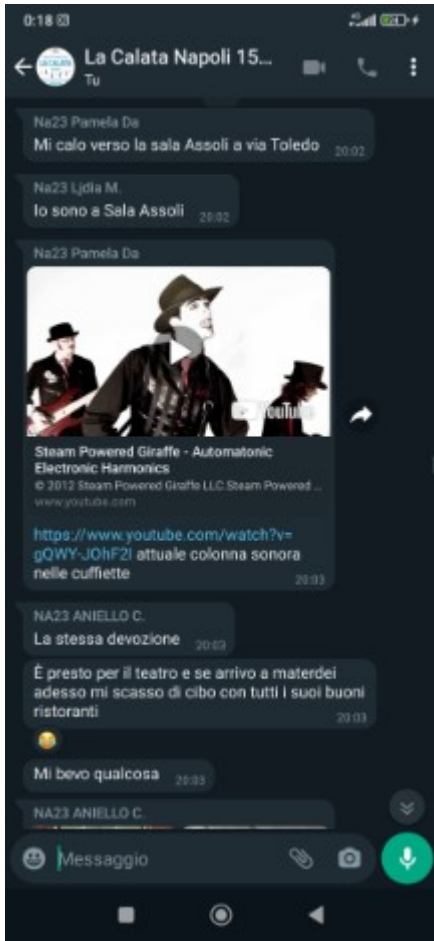 0:18
La Calata Napoli 15...
Tu
Na23 Pamela Da
Mi calo verso la sala Assoli a via Toledo 20:02
Na23 Ljdia M.
Io sono a Sala Assoli 20:02
Na23 Pamela Da
YouTube
Steam Powered Giraffe - Automatonic
Electronic Harmonics
© 2012 Steam Powered Giraffe LLC Steam Powered ...
www.youtube.com
https://www.youtube.com/watch?v=
gQWY-JOhF2I attuale colonna sonora
nelle cuffiette 20:03
NA23 ANIELLO C.
La stessa devozione 20:03
È presto per il teatro e se arrivo a materdei
adesso mi scasso di cibo con tutti i suoi buoni
ristoranti 20:03
Mi bevo qualcosa 20:03
NA23 ANIELLO C.
Messaggio